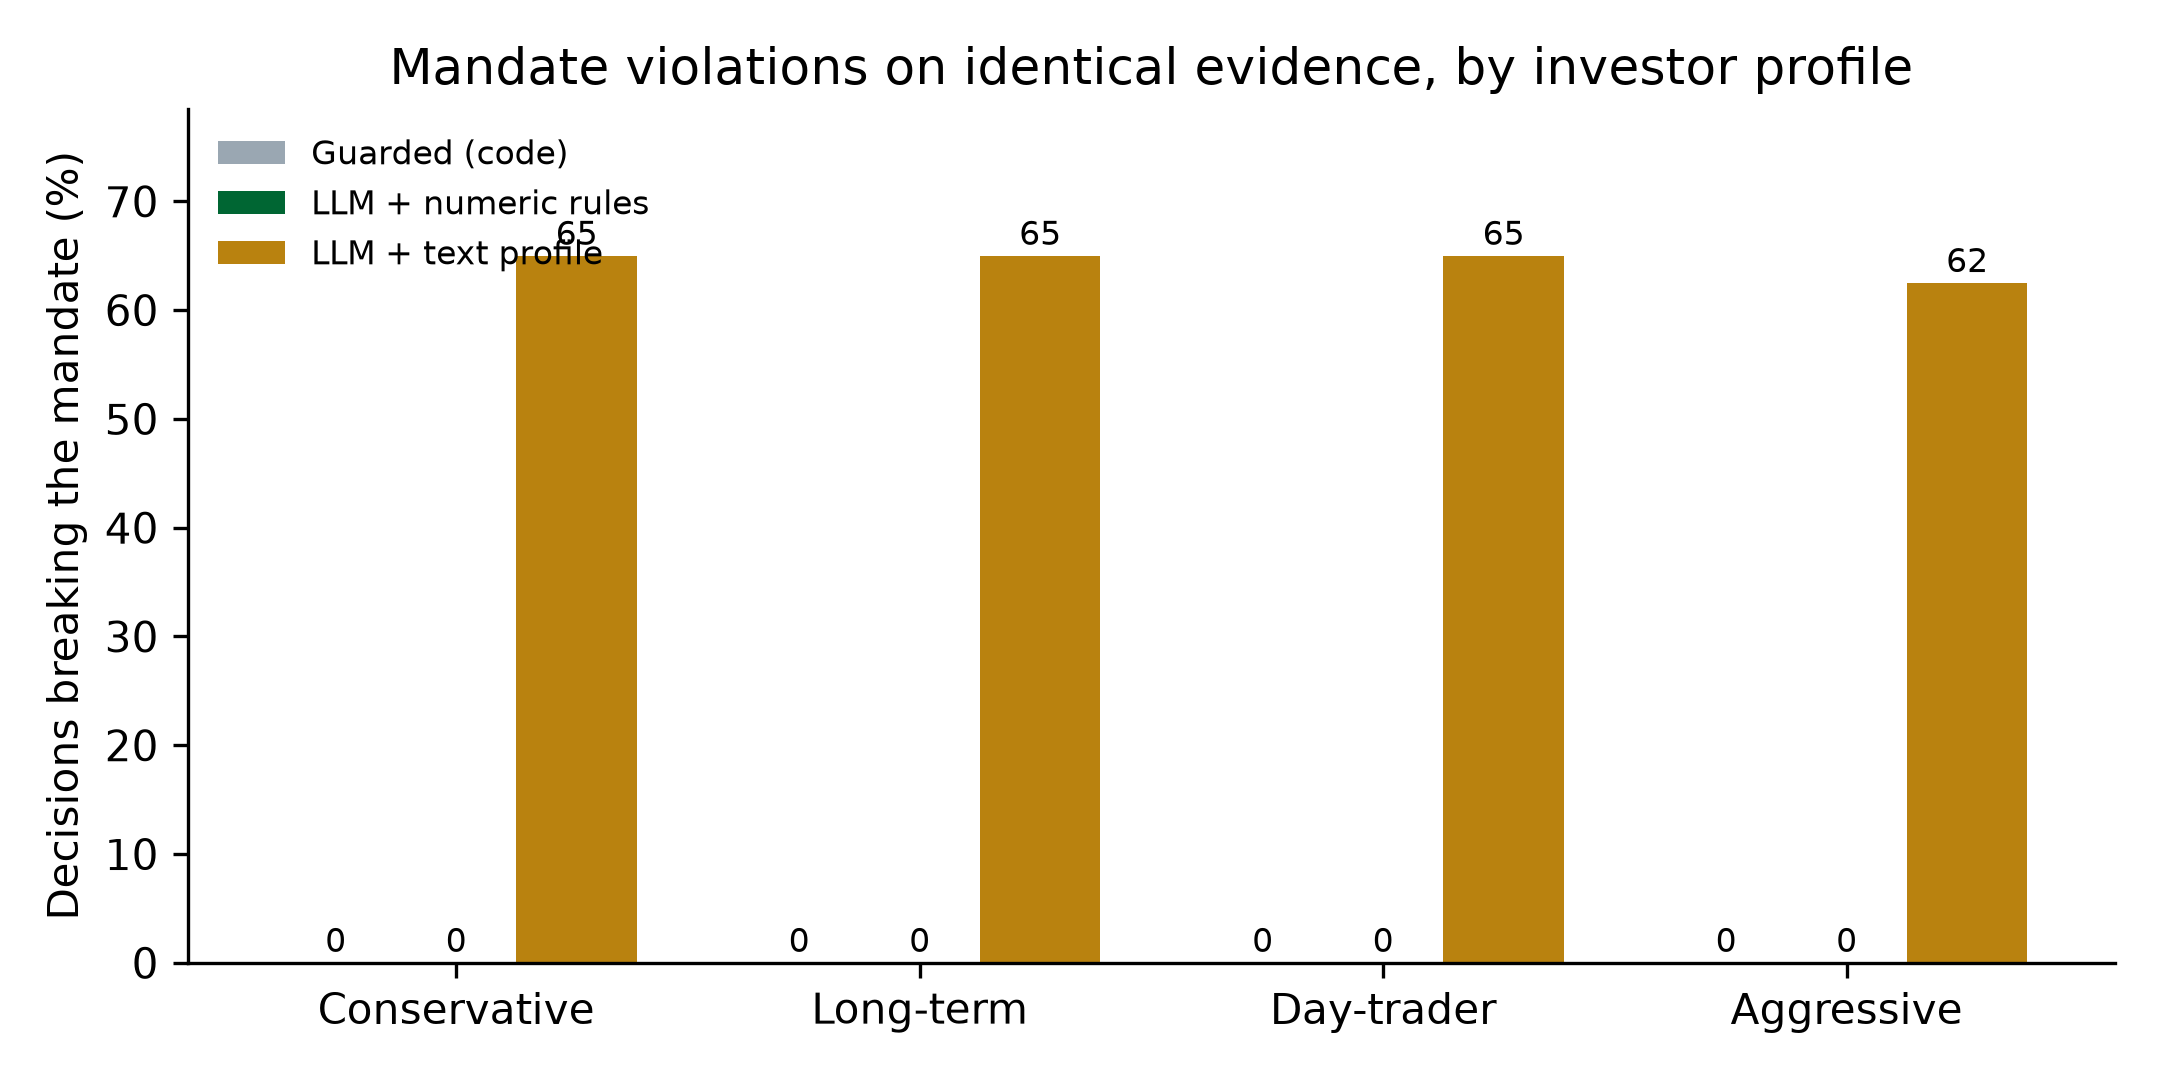 Mandate violations on identical evidence, by investor profile
Decisions breaking the mandate (%)
70
60
50
40
30
20
10
0
Guarded (code)
LLM + numeric rules
LLM + text profile
0 0 65
0 0 65
0 0 65
0 0 62
Conservative Long-term Day-trader Aggressive